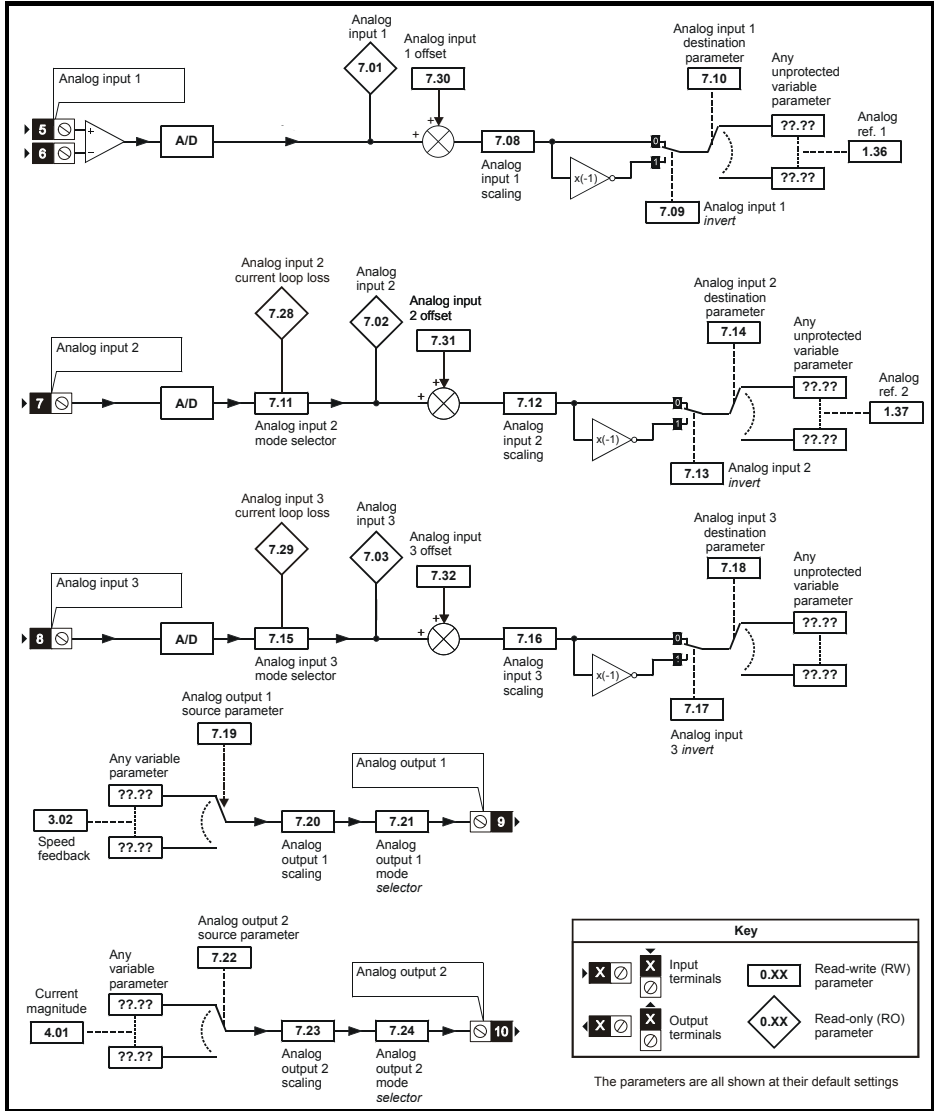 Analog
input 1
7.01
Analog input
1 offset
7.30
Analog input 1
destination
parameter
7.10
Any
unprotected
variable
parameter
??.??
??.??
Analog
ref. 1
1.36
Analog input 1
5
6
+
−
A/D
+
+
7.08
Analog
input 1
scaling
x(-1)
0
1
7.09
Analog input 1
invert
Analog input 2
current loop loss
7.28
Analog
input 2
7.02
Analog input
2 offset
7.31
Analog input 2
destination
parameter
7.14
Any
unprotected
variable
parameter
??.??
??.??
Analog
ref. 2
1.37
Analog input 2
7
A/D
7.11
Analog input 2
mode selector
+
+
7.12
Analog
input 2
scaling
x(-1)
0
1
7.13
Analog input 2
invert
Analog input 3
current loop loss
7.29
Analog
input 3
7.03
Analog input
3 offset
7.32
Analog input 3
destination
parameter
7.18
Any
unprotected
variable
parameter
??.??
??.??
Analog input 3
8
A/D
7.15
Analog input 3
mode selector
+
+
7.16
Analog
input 3
scaling
x(-1)
0
1
7.17
Analog input
3 invert
Analog output 1
source parameter
7.19
Any variable
parameter
??.??
??.??
3.02
Speed
feedback
7.20
Analog
output 1
scaling
7.21
Analog
output 1
mode
selector
Analog output 1
9
Analog output 2
source parameter
7.22
Any
variable
parameter
??.??
??.??
Current
magnitude
4.01
7.23
Analog
output 2
scaling
7.24
Analog
output 2
mode
selector
Analog output 2
10
Key
X
X
Input
terminals
0.XX
Read-write (RW)
parameter
X
X
Output
terminals
0.XX
Read-only (RO)
parameter
The parameters are all shown at their default settings